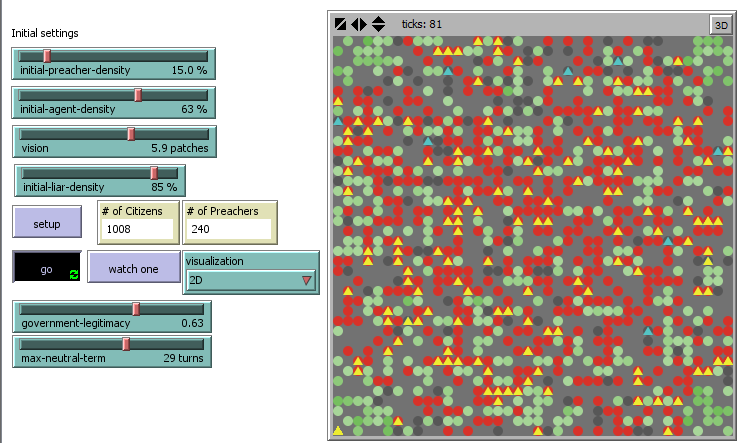 ticks: 81
3D
Initial settings
initial-preacher-density 15.0 %
initial-agent-density 63 %
vision 5.9 patches
initial-liar-density 85 %
setup
# of Citizens
1008
# of Preachers
240
go
watch one
visualization
2D
government-legitimacy 0.63
max-neutral-term 29 turns